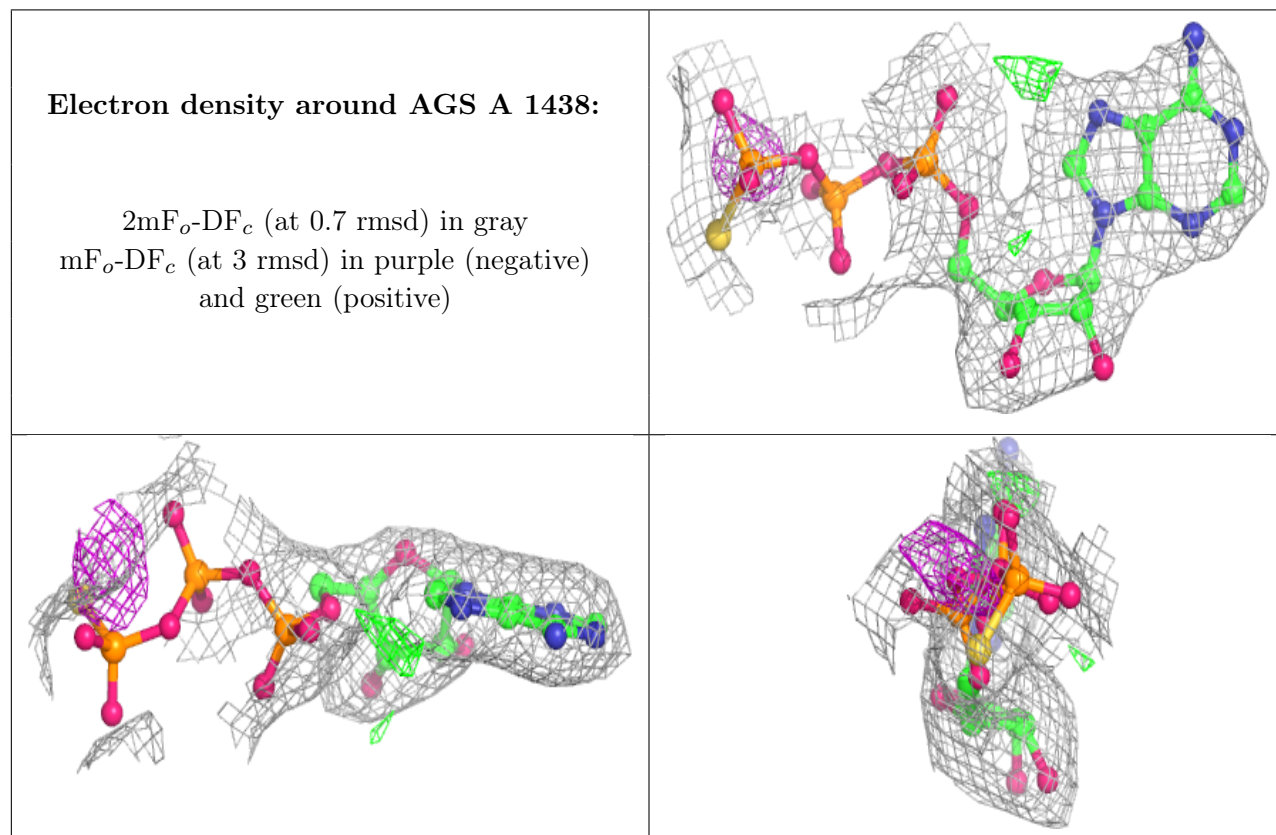 Electron density around AGS A 1438:
2mFo-DFc (at 0.7 rmsd) in gray
mFo-DFc (at 3 rmsd) in purple (negative)
and green (positive)